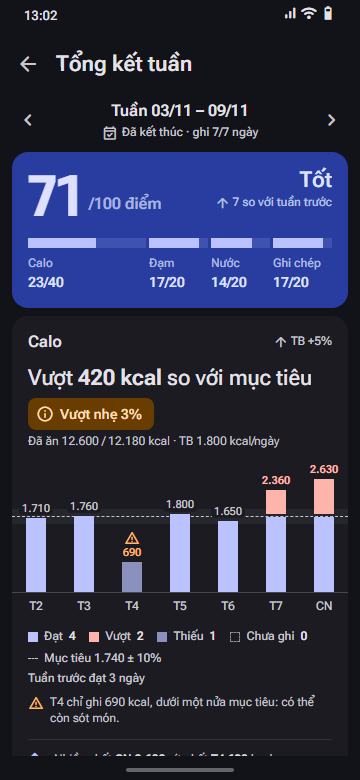 13:02
Tổng kết tuần
Tuần 03/11 – 09/11
Đã kết thúc · ghi 7/7 ngày
71 /100 điểm
Tốt
↑ 7 so với tuần trước
Calo Đạm Nước Ghi chép
23/40 17/20 14/20 17/20
Calo
↑ TB +5%
Vượt 420 kcal so với mục tiêu
Vượt nhẹ 3%
Đã ăn 12.600 / 12.180 kcal · TB 1.800 kcal/ngày
1.710 1.760 690 1.800 1.650 2.360 2.630
T2 T3 T4 T5 T6 T7 CN
Đạt 4 Vượt 2 Thiếu 1 Chưa ghi 0
Mục tiêu 1.740 ± 10%
Tuần trước đạt 3 ngày
T4 chỉ ghi 690 kcal, dưới một nửa mục tiêu: có thể
còn sót món.